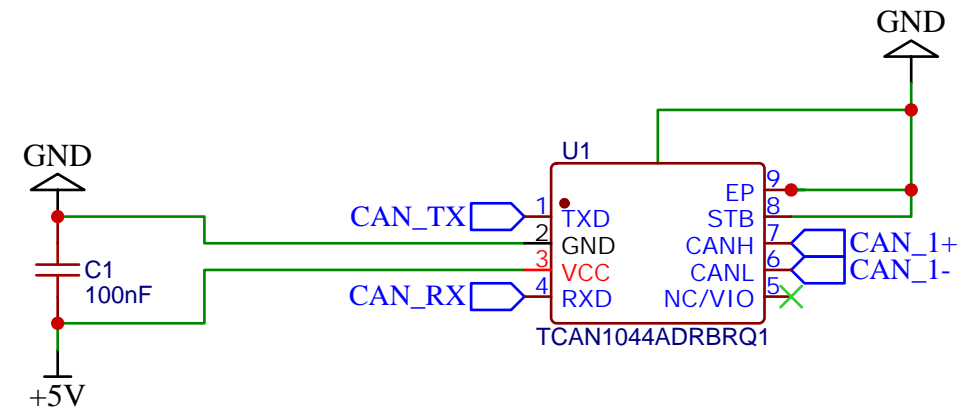 GND
GND
U1
9
EP
1
CAN_TX
TXD
8
STB
2
GND
7
CANH
CAN_1+
C1
100nF
3
VCC
6
CANL
CAN_1-
4
CAN_RX
RXD
5
NC/VIO
TCAN1044ADRBRQ1
+5V